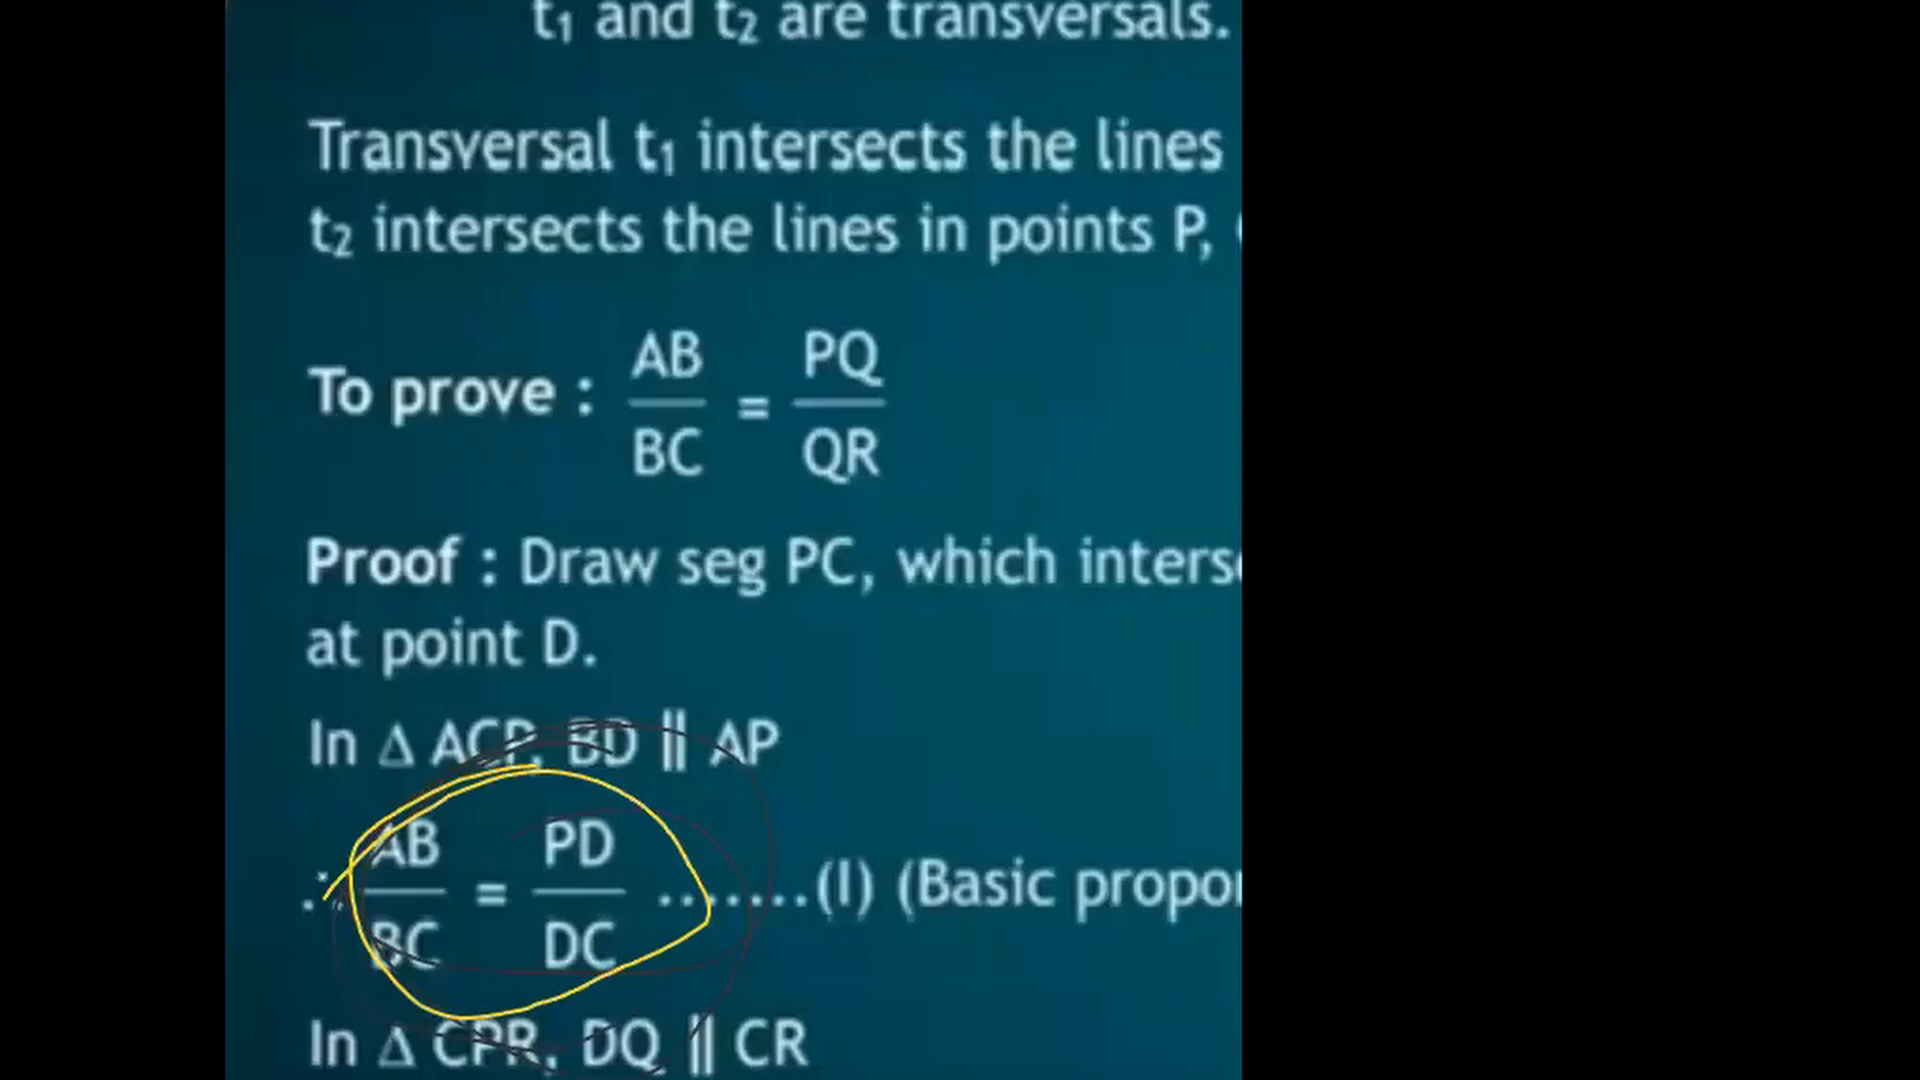 t₁ and t₂ are transversals.
Transversal t₁ intersects the lines
t₂ intersects the lines in points P,
To prove : AB/BC = PQ/QR
Proof : Draw seg PC, which
at point D.
In Δ ACP, BD || AP
∴ AB/BC = PD/DC .......(I) (Basic
In Δ CPR, DQ || CR